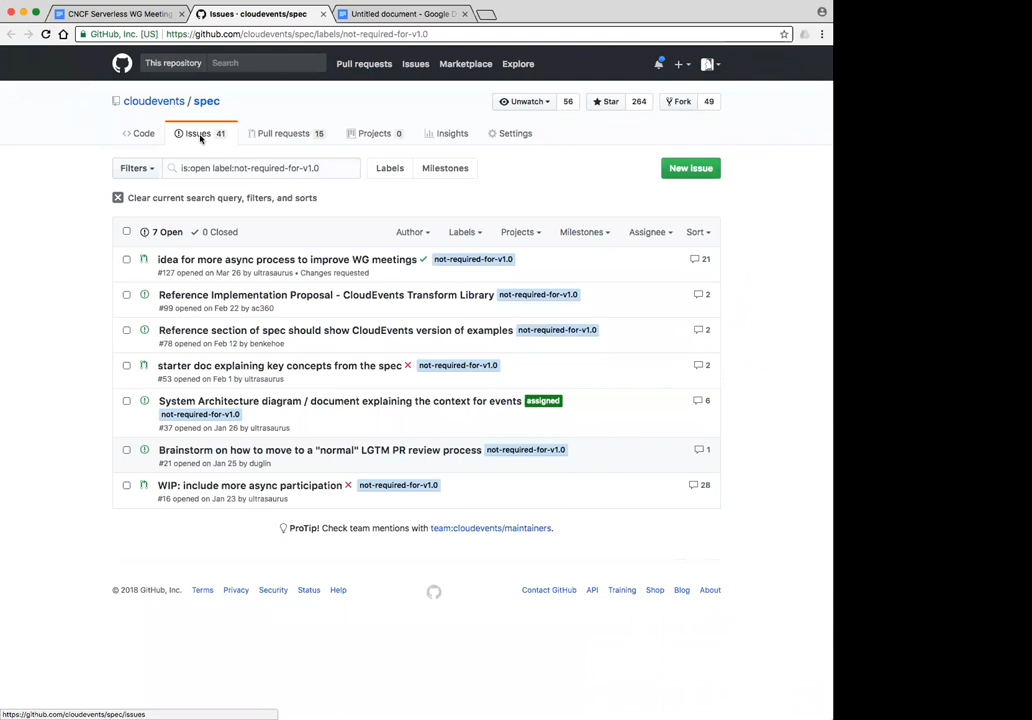 CNCF Serverless WG Meeting
Issues · cloudevents/spec
Untitled document - Google D
GitHub, Inc. [US] https://github.com/cloudevents/spec/labels/not-required-for-v1.0
This repository Search Pull requests Issues Marketplace Explore
cloudevents / spec Unwatch 56 Star 264 Fork 49
Code Issues 41 Pull requests 15 Projects 0 Insights Settings
Filters is:open label:not-required-for-v1.0 Labels Milestones New issue
Clear current search query, filters, and sorts
7 Open 0 Closed Author Labels Projects Milestones Assignee Sort
idea for more async process to improve WG meetings not-required-for-v1.0 21
#127 opened on Mar 26 by ultrasaurus • Changes requested
Reference Implementation Proposal - CloudEvents Transform Library not-required-for-v1.0 2
#99 opened on Feb 22 by ac360
Reference section of spec should show CloudEvents version of examples not-required-for-v1.0 2
#78 opened on Feb 12 by benkehoe
starter doc explaining key concepts from the spec not-required-for-v1.0 2
#53 opened on Feb 1 by ultrasaurus
System Architecture diagram / document explaining the context for events assigned 6
not-required-for-v1.0
#37 opened on Jan 26 by ultrasaurus
Brainstorm on how to move to a "normal" LGTM PR review process not-required-for-v1.0 1
#21 opened on Jan 25 by duglin
WIP: include more async participation not-required-for-v1.0 28
#16 opened on Jan 23 by ultrasaurus
ProTip! Check team mentions with team:cloudevents/maintainers.
© 2018 GitHub, Inc. Terms Privacy Security Status Help Contact GitHub API Training Shop Blog About
https://github.com/cloudevents/spec/issues